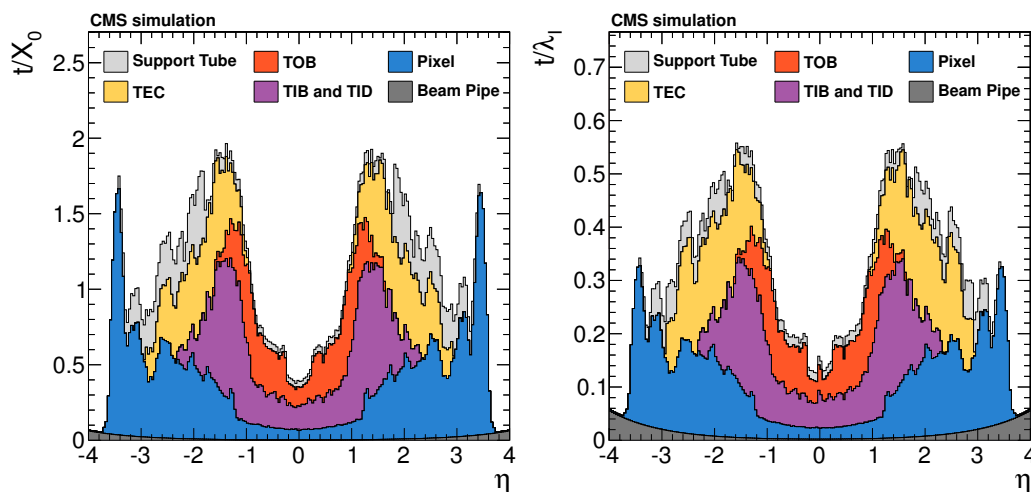 CMS simulation
t/X₀
Support Tube TOB Pixel
TEC TIB and TID Beam Pipe
2.5
2
1.5
1
0.5
0
-4 -3 -2 -1 0 1 2 3 4
η
CMS simulation
t/λ_I
Support Tube TOB Pixel
TEC TIB and TID Beam Pipe
0.7
0.6
0.5
0.4
0.3
0.2
0.1
0
-4 -3 -2 -1 0 1 2 3 4
η